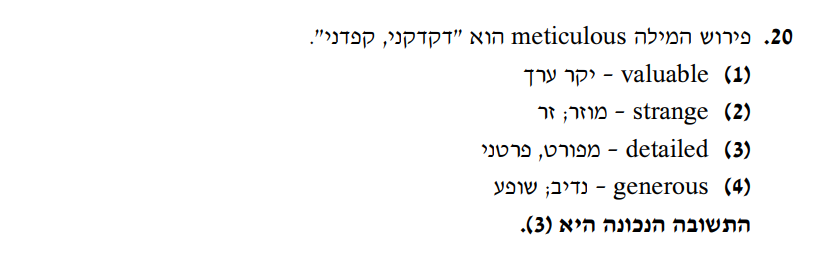 20. פירוש המילה meticulous הוא "דקדקני, קפדני".
(1) valuable – יקר ערך
(2) strange – מוזר; זר
(3) detailed – מפורט, פרטני
(4) generous – נדיב; שופע
התשובה הנכונה היא (3).